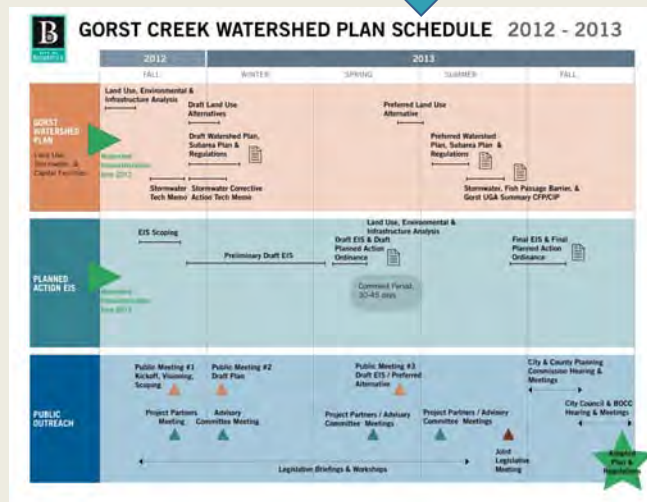 B
GORST CREEK WATERSHED PLAN SCHEDULE 2012 - 2013
2012
2013
FALL
WINTER
SPRING
SUMMER
FALL
GORST
WATERSHED
PLAN
Land Use,
Stormwater, &
Capital Facilities
Land Use, Environmental &
Infrastructure Analysis
Draft Land Use
Alternatives
Draft Watershed Plan,
Subarea Plan &
Regulations
Stormwater
Tech Memo
Stormwater Corrective
Action Tech Memo
Preferred Land Use
Alternative
Preferred Watershed
Plan, Subarea Plan &
Regulations
Stormwater, Fish Passage Barrier, &
Gorst UGA Summary CFP/CIP
PLANNED
ACTION EIS
EIS Scoping
Preliminary Draft EIS
Land Use, Environmental &
Infrastructure Analysis
Draft EIS & Draft
Planned Action
Ordinance
Comment Period
30-45 days
Final EIS & Final
Planned Action
Ordinance
PUBLIC
OUTREACH
Public Meeting #1
Kickoff, Visioning,
Scoping
Public Meeting #2
Draft Plan
Public Meeting #3
Draft EIS / Preferred
Alternative
City & County Planning
Commission Hearing &
Meetings
Project Partners
Meeting
Advisory
Committee Meeting
Project Partners / Advisory
Committee Meetings
Project Partners / Advisory
Committee Meetings
City Council & BOCC
Hearing & Meetings
Legislative Briefings & Workshops
Joint
Legislative
Meeting
Adopted
Plan &
Regulations